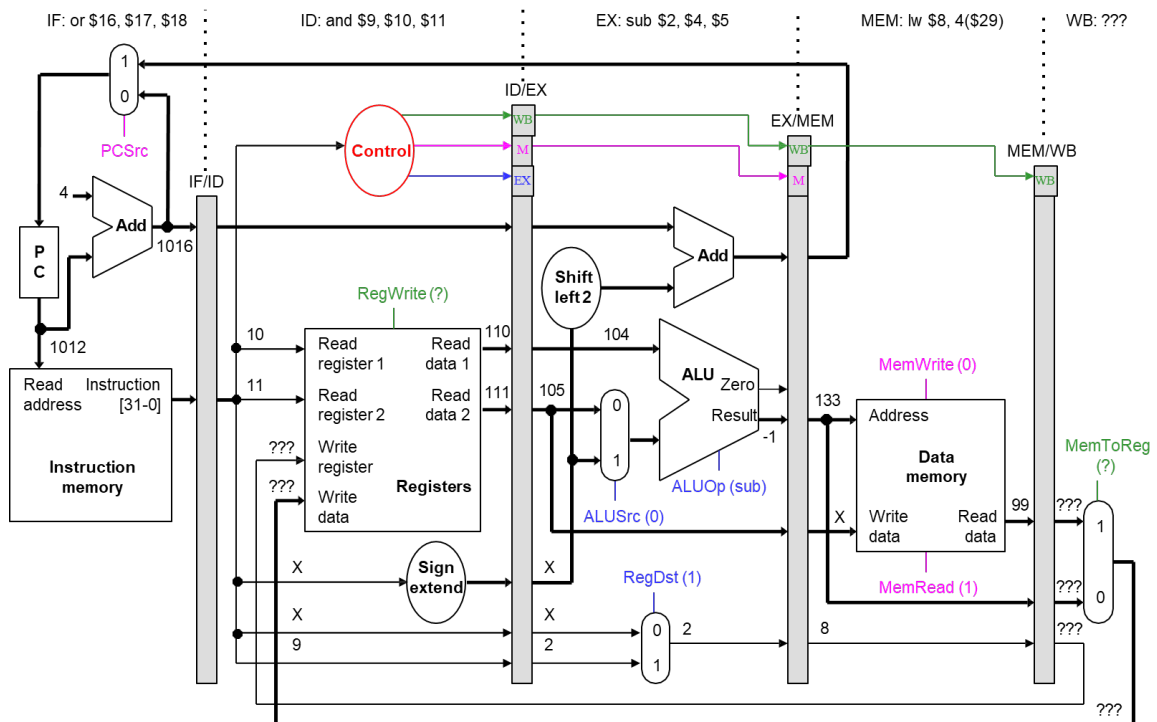 IF: or $16, $17, $18
ID: and $9, $10, $11
EX: sub $2, $4, $5
MEM: lw $8, 4($29)
WB: ???
1
0
PCSrc
ID/EX
WB
M
EX
Control
EX/MEM
WB
M
MEM/WB
WB
IF/ID
4
Add
P
C
1016
1012
Add
Shift
left 2
RegWrite (?)
10
11
Read
register 1
Read
data 1
Read
register 2
Read
data 2
Write
register
Write
data
Registers
???
???
110
111
104
105
0
1
ALU
Zero
Result
-1
ALUOp (sub)
ALUSrc (0)
Read
address
Instruction
[31-0]
Instruction
memory
MemWrite (0)
133
Address
Data
memory
Write
data
Read
data
X
99
MemRead (1)
MemToReg
(?)
???
1
0
???
???
X
Sign
extend
X
RegDst (1)
X
X
0
1
2
8
9
2
???